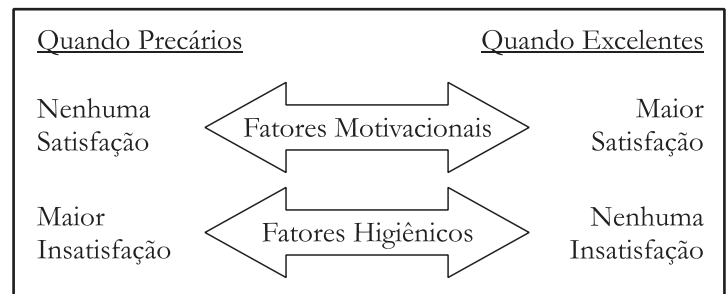 Quando Precários
Quando Excelentes
Nenhuma
Satisfação
Fatores Motivacionais
Maior
Satisfação
Maior
Insatisfação
Fatores Higiênicos
Nenhuma
Insatisfação